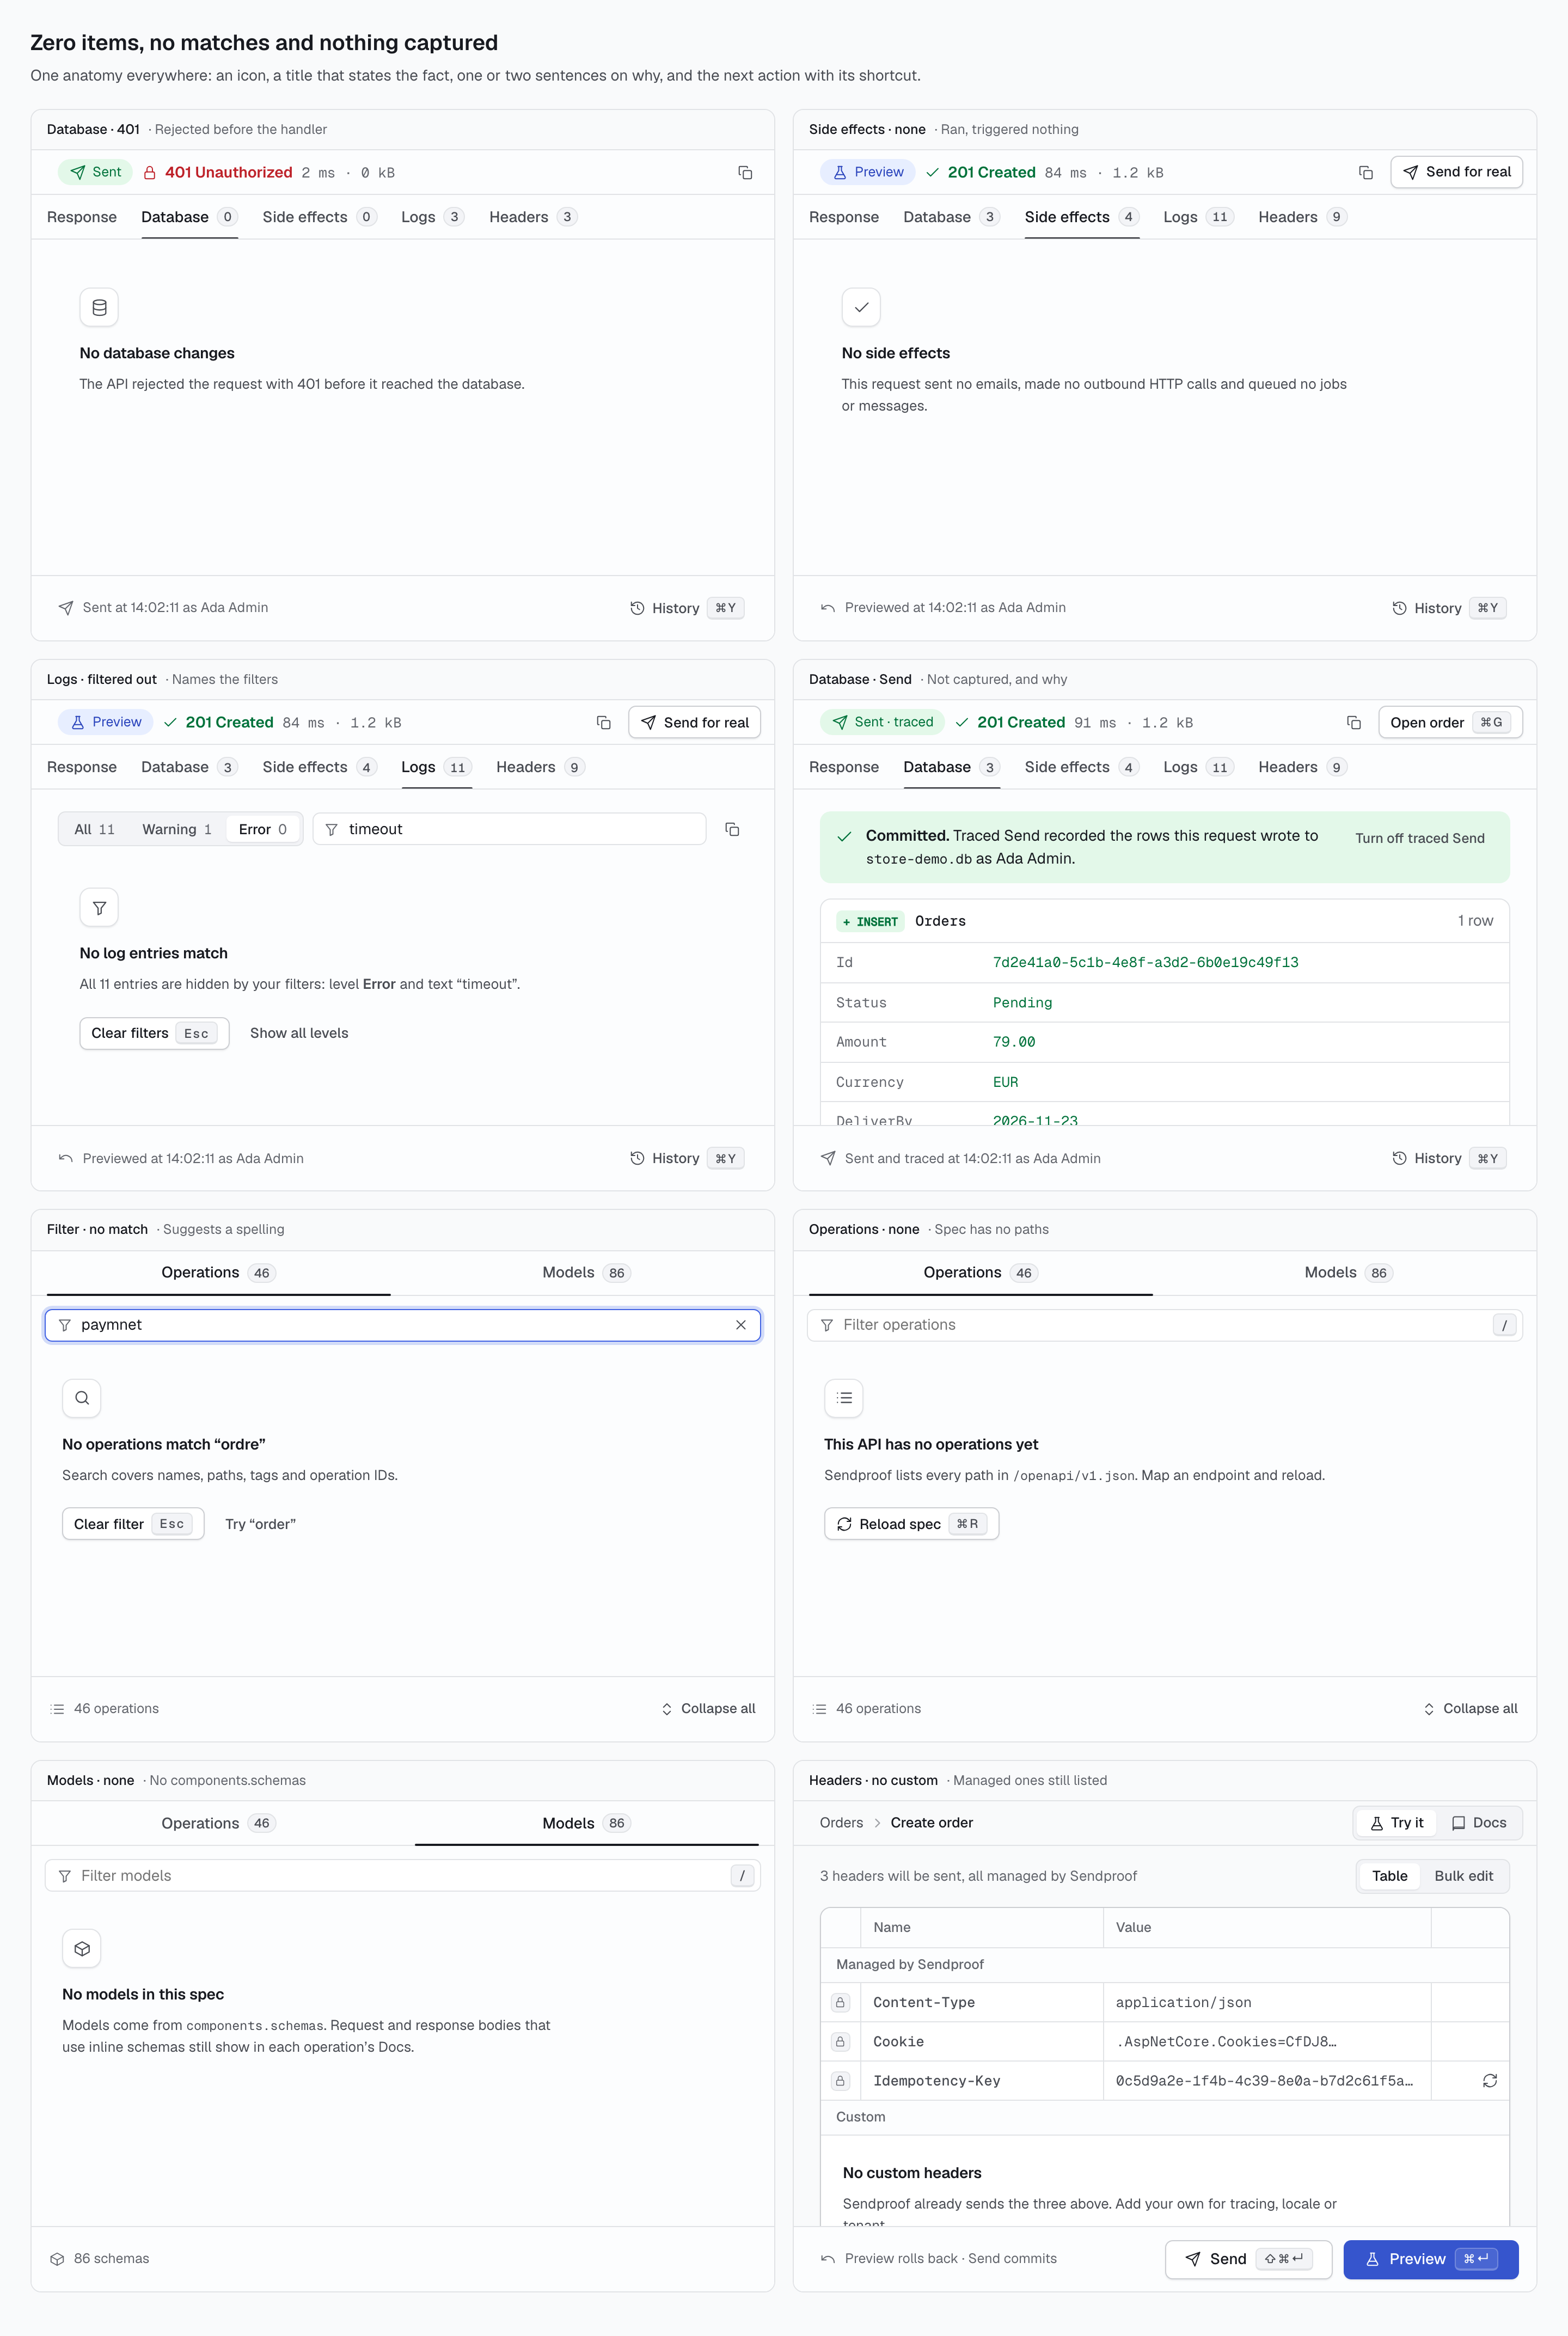 Zero items, no matches and nothing captured
One anatomy everywhere: an icon, a title that states the fact, one or two sentences on why, and the next action with its shortcut.
Database · 401 · Rejected before the handler
Sent 401 Unauthorized 2 ms · 0 kB
Response Database 0 Side effects 0 Logs 3 Headers 3
No database changes
The API rejected the request with 401 before it reached the database.
Sent at 14:02:11 as Ada Admin History ⌘Y
Side effects · none · Ran, triggered nothing
Preview 201 Created 84 ms · 1.2 kB Send for real
Response Database 3 Side effects 4 Logs 11 Headers 9
No side effects
This request sent no emails, made no outbound HTTP calls and queued no jobs
or messages.
Previewed at 14:02:11 as Ada Admin History ⌘Y
Logs · filtered out · Names the filters
Preview 201 Created 84 ms · 1.2 kB Send for real
Response Database 3 Side effects 4 Logs 11 Headers 9
All 11 Warning 1 Error 0 timeout
No log entries match
All 11 entries are hidden by your filters: level Error and text “timeout”.
Clear filters Esc Show all levels
Previewed at 14:02:11 as Ada Admin History ⌘Y
Database · Send · Not captured, and why
Sent · traced 201 Created 91 ms · 1.2 kB Open order ⌘G
Response Database 3 Side effects 4 Logs 11 Headers 9
Committed. Traced Send recorded the rows this request wrote to Turn off traced Send
store-demo.db as Ada Admin.
+ INSERT Orders 1 row
Id 7d2e41a0-5c1b-4e8f-a3d2-6b0e19c49f13
Status Pending
Amount 79.00
Currency EUR
DeliverBy 2026-11-23
Sent and traced at 14:02:11 as Ada Admin History ⌘Y
Filter · no match · Suggests a spelling
Operations 46 Models 86
paymnet
No operations match “ordre”
Search covers names, paths, tags and operation IDs.
Clear filter Esc Try “order”
46 operations Collapse all
Operations · none · Spec has no paths
Operations 46 Models 86
Filter operations /
This API has no operations yet
Sendproof lists every path in /openapi/v1.json. Map an endpoint and reload.
Reload spec ⌘R
46 operations Collapse all
Models · none · No components.schemas
Operations 46 Models 86
Filter models /
No models in this spec
Models come from components.schemas. Request and response bodies that
use inline schemas still show in each operation’s Docs.
86 schemas
Headers · no custom · Managed ones still listed
Orders > Create order Try it Docs
3 headers will be sent, all managed by Sendproof Table Bulk edit
Name Value
Managed by Sendproof
Content-Type application/json
Cookie .AspNetCore.Cookies=CfDJ8…
Idempotency-Key 0c5d9a2e-1f4b-4c39-8e0a-b7d2c61f5a…
Custom
No custom headers
Sendproof already sends the three above. Add your own for tracing, locale or
tenant
Preview rolls back · Send commits Send ⇧⌘↵ Preview ⌘↵